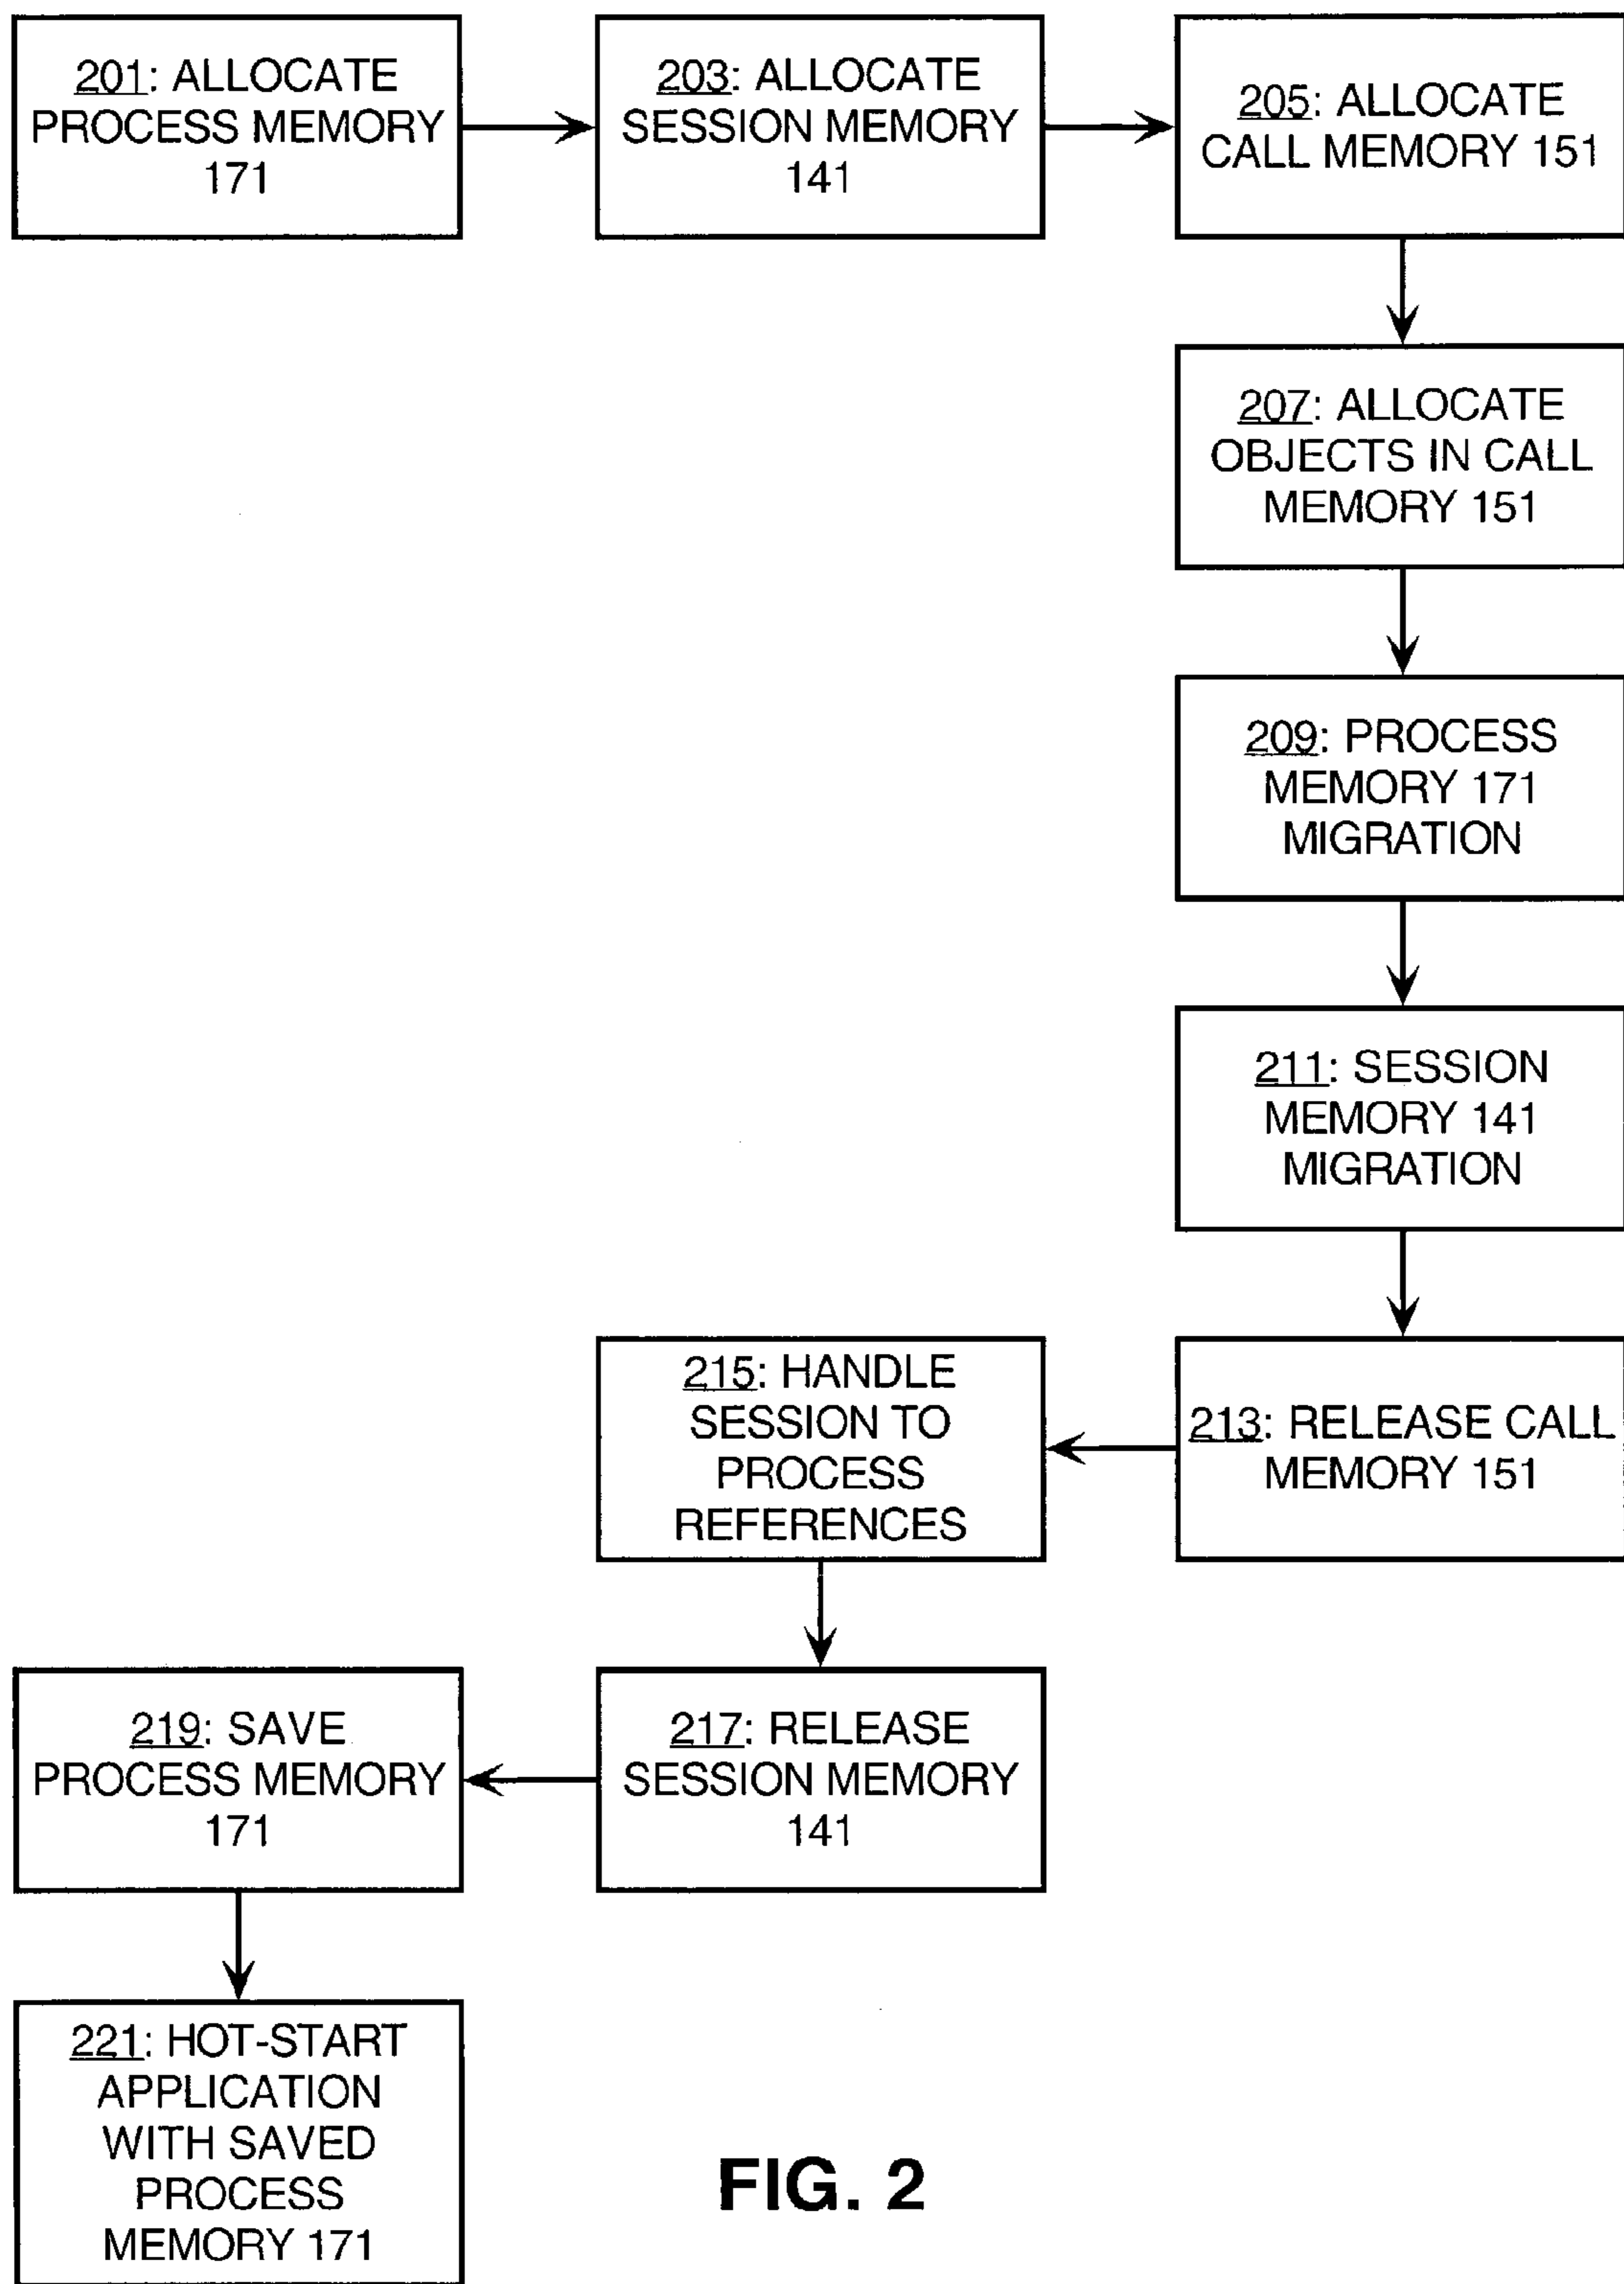 201: ALLOCATE
PROCESS MEMORY
171
203: ALLOCATE
SESSION MEMORY
141
205: ALLOCATE
CALL MEMORY 151
207: ALLOCATE
OBJECTS IN CALL
MEMORY 151
209: PROCESS
MEMORY 171
MIGRATION
211: SESSION
MEMORY 141
MIGRATION
213: RELEASE CALL
MEMORY 151
215: HANDLE
SESSION TO
PROCESS
REFERENCES
217: RELEASE
SESSION MEMORY
141
219: SAVE
PROCESS MEMORY
171
221: HOT-START
APPLICATION
WITH SAVED
PROCESS
MEMORY 171
FIG. 2